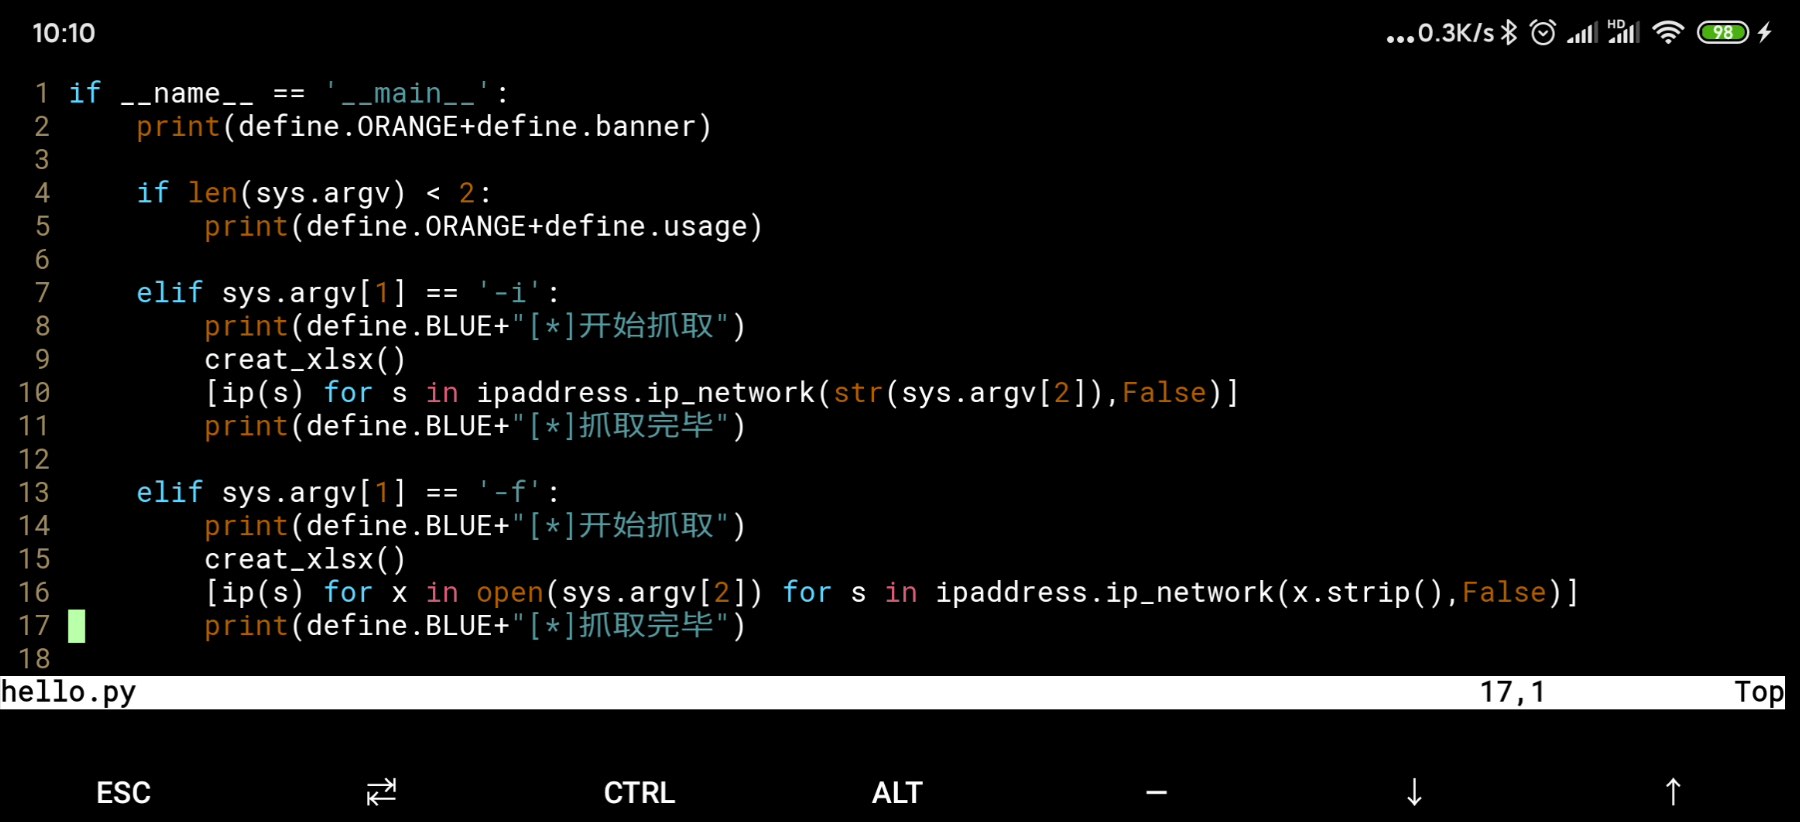 10:10 ...0.3K/s HD 98
1 if __name__ == '__main__':
2     print(define.ORANGE+define.banner)
3
4     if len(sys.argv) < 2:
5         print(define.ORANGE+define.usage)
6
7     elif sys.argv[1] == '-i':
8         print(define.BLUE+"[*]开始抓取")
9         creat_xlsx()
10         [ip(s) for s in ipaddress.ip_network(str(sys.argv[2]),False)]
11         print(define.BLUE+"[*]抓取完毕")
12
13     elif sys.argv[1] == '-f':
14         print(define.BLUE+"[*]开始抓取")
15         creat_xlsx()
16         [ip(s) for x in open(sys.argv[2]) for s in ipaddress.ip_network(x.strip(),False)]
17         print(define.BLUE+"[*]抓取完毕")
18
hello.py 17,1 Top
ESC ⇄ CTRL ALT — ↓ ↑